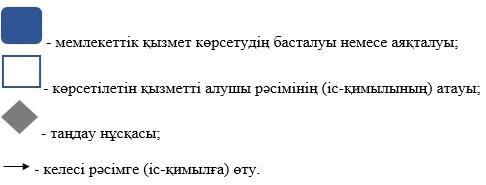 - мемлекеттік қызмет көрсетудің басталуы немесе аяқталуы;
- көрсетілетін қызметті алушы рәсімінің (іс-қимылының) атауы;
- таңдау нұсқасы;
- келесі рәсімге (іс-қимылға) өту.